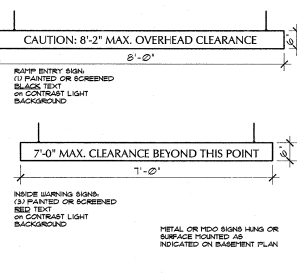 CAUTION: 8'-2" MAX. OVERHEAD CLEARANCE
6"
8'-0"
RAMP ENTRY SIGN:
(1) PAINTED OR SCREENED
BLACK TEXT
on CONTRAST LIGHT
BACKGROUND
7'-0" MAX. CLEARANCE BEYOND THIS POINT
6"
7'-0"
INSIDE WARNING SIGNS:
(3) PAINTED OR SCREENED
RED TEXT
on CONTRAST LIGHT
BACKGROUND
METAL OR MDO SIGNS HUNG OR
SURFACE MOUNTED AS
INDICATED ON BASEMENT PLAN